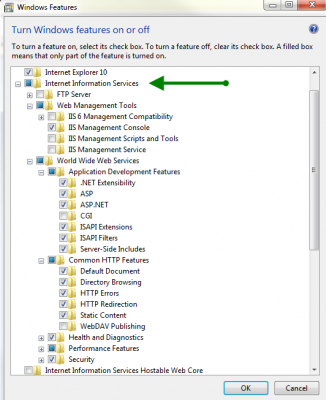 Windows Features
Turn Windows features on or off
To turn a feature on, select its check box. To turn a feature off, clear its check box. A filled box
means that only part of the feature is turned on.
Internet Explorer 10
Internet Information Services
FTP Server
Web Management Tools
IIS 6 Management Compatibility
IIS Management Console
IIS Management Scripts and Tools
IIS Management Service
World Wide Web Services
Application Development Features
.NET Extensibility
ASP
ASP.NET
CGI
ISAPI Extensions
ISAPI Filters
Server-Side Includes
Common HTTP Features
Default Document
Directory Browsing
HTTP Errors
HTTP Redirection
Static Content
WebDAV Publishing
Health and Diagnostics
Performance Features
Security
Internet Information Services Hostable Web Core
OK Cancel